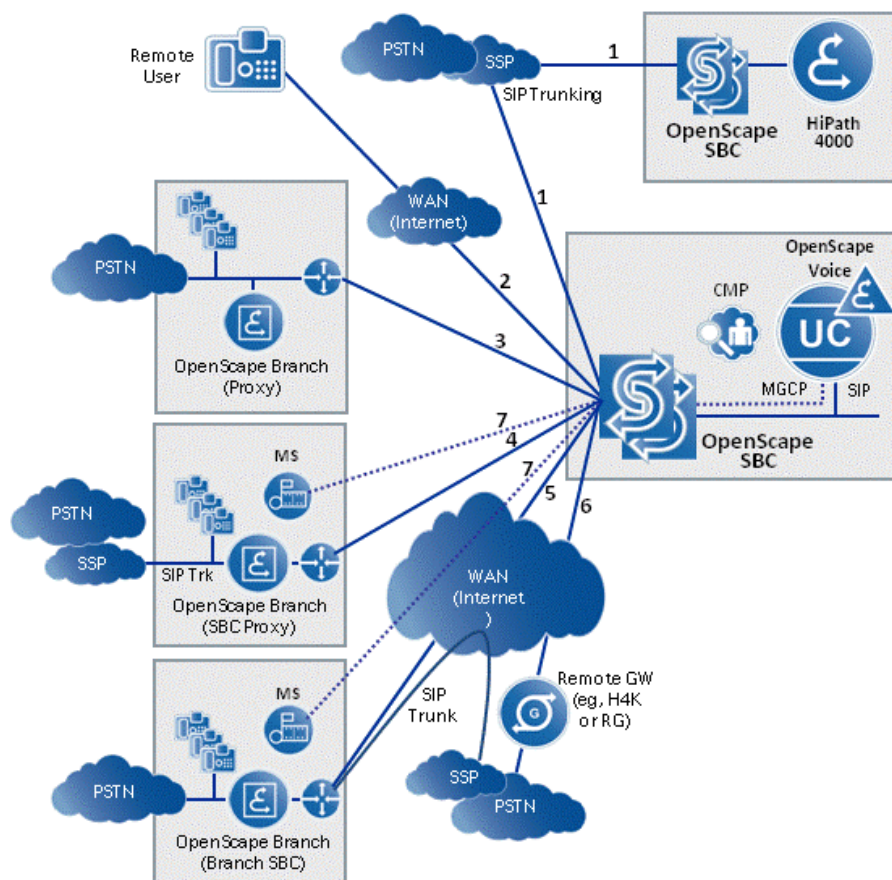 Remote
User
PSTN
SSP
SIP Trunking
1
OpenScape
SBC
HiPath
4000
WAN
(Internet)
1
2
PSTN
3
OpenScape Branch
(Proxy)
OpenScape
Voice
CMP
UC
MGCP
SIP
OpenScape
SBC
7
4
7
5
6
MS
PSTN
SSP
SIP Trk
OpenScape Branch
(SBC Proxy)
WAN
(Internet
)
MS
SIP
Trunk
Remote GW
(eg, H4K
or RG)
G
PSTN
SSP
PSTN
OpenScape Branch
(Branch SBC)